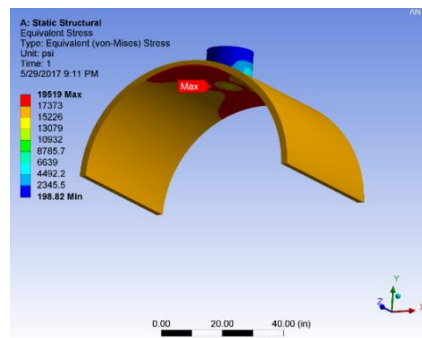 A: Static Structural
Equivalent Stress
Type: Equivalent (von-Mises) Stress
Unit: psi
Time: 1
5/29/2017 9:11 PM
19519 Max
17373
15226
13079
10932
8785.7
6639
4492.2
2345.5
198.82 Min
Max
AN
Y
Z
X
0.00 20.00 40.00 (in)